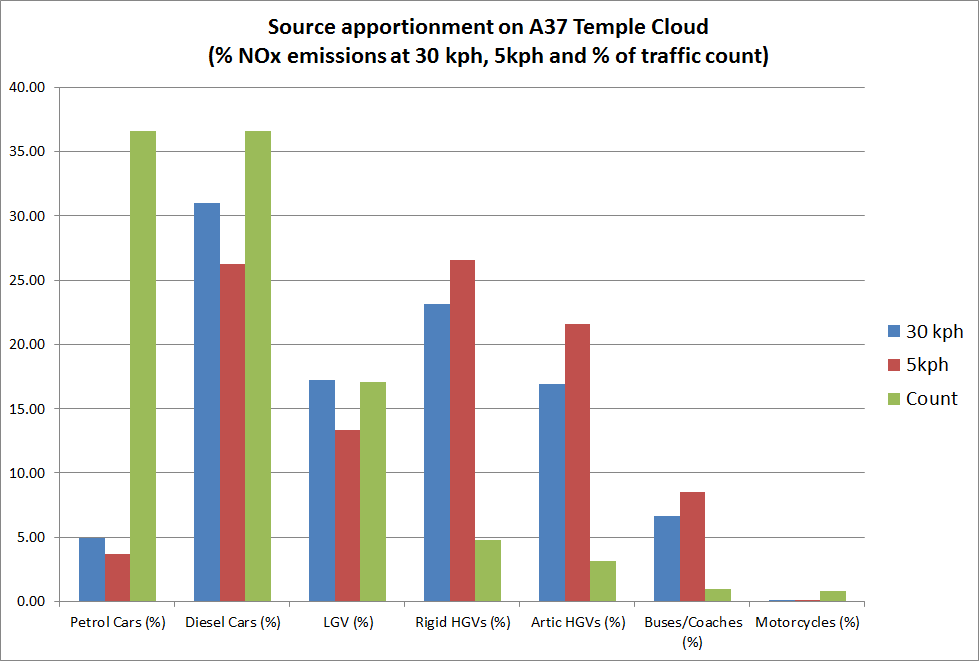 Source apportionment on A37 Temple Cloud
(% NOx emissions at 30 kph, 5kph and % of traffic count)
40.00
35.00
30.00
25.00
20.00
15.00
10.00
5.00
0.00
Petrol Cars (%) Diesel Cars (%) LGV (%) Rigid HGVs (%) Artic HGVs (%) Buses/Coaches Motorcycles (%)
(%)
30 kph
5kph
Count